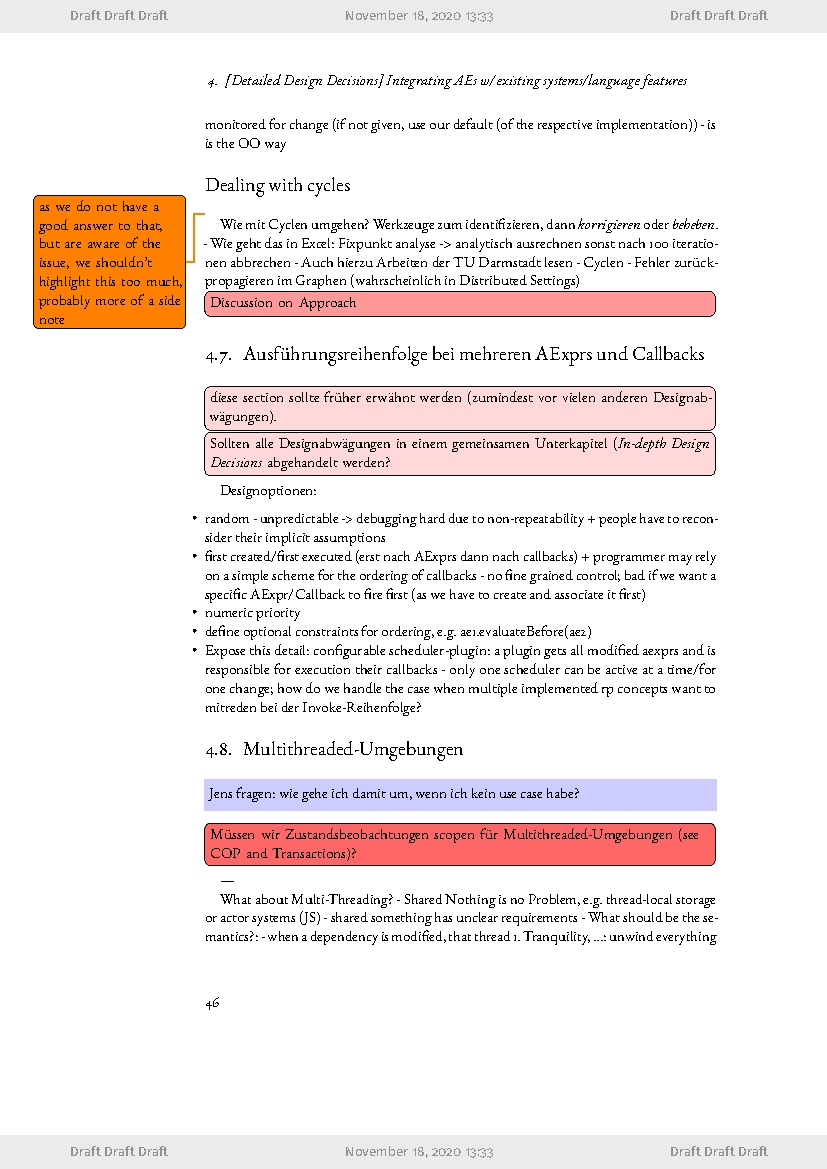 Draft Draft Draft November 18, 2020 13:33 Draft Draft Draft
4. [Detailed Design Decisions] Integrating AEs w/ existing systems/language features
monitored for change (if not given, use our default (of the respective implementation)) - is
is the OO way
Dealing with cycles
as we do not have a
good answer to that,
but are aware of the
issue, we shouldn't
highlight this too much,
probably more of a side
note
Wie mit Cyclen umgehen? Werkzeuge zum identifizieren, dann korrigieren oder beheben.
- Wie geht das in Excel: Fixpunkt analyse -> analytisch ausrechnen sonst nach 100 iteratio-
nen abbrechen - Auch hierzu Arbeiten der TU Darmstadt lesen - Cyclen - Fehler zurück-
propagieren im Graphen (wahrscheinlich in Distributed Settings)
Discussion on Approach
4.7. Ausführungsreihenfolge bei mehreren AExprs und Callbacks
diese section sollte früher erwähnt werden (zumindest vor vielen anderen Designab-
wägungen).
Sollten alle Designabwägungen in einem gemeinsamen Unterkapitel (In-depth Design
Decisions abgehandelt werden?
Designoptionen:
• random - unpredictable -> debugging hard due to non-repeatability + people have to recon-
sider their implicit assumptions
• first created/first executed (erst nach AExprs dann nach callbacks) + programmer may rely
on a simple scheme for the ordering of callbacks - no fine grained control; bad if we want a
specific AExpr/Callback to fire first (as we have to create and associate it first)
• numeric priority
• define optional constraints for ordering, e.g. ae1.evaluateBefore(ae2)
• Expose this detail: configurable scheduler-plugin: a plugin gets all modified aexprs and is
responsible for execution their callbacks - only one scheduler can be active at a time/for
one change; how do we handle the case when multiple implemented rp concepts want to
mitreden bei der Invoke-Reihenfolge?
4.8. Multithreaded-Umgebungen
Jens fragen: wie gehe ich damit um, wenn ich kein use case habe?
Müssen wir Zustandsbeobachtungen scopen für Multithreaded-Umgebungen (see
COP and Transactions)?
—
What about Multi-Threading? - Shared Nothing is no Problem, e.g. thread-local storage
or actor systems (JS) - shared something has unclear requirements - What should be the se-
mantics?: - when a dependency is modified, that thread 1. Tranquility, ...: unwind everything
46
Draft Draft Draft November 18, 2020 13:33 Draft Draft Draft